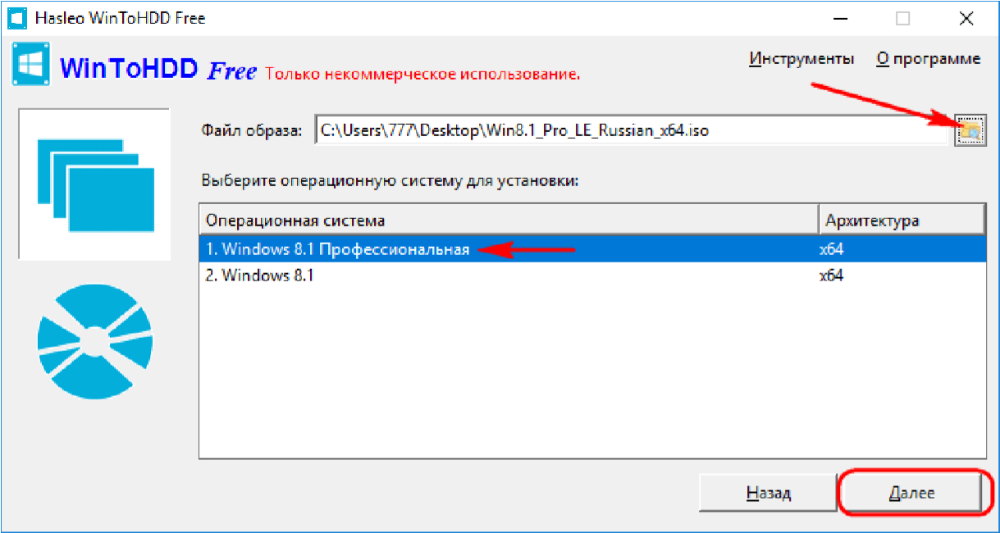 Hasleo WinToHDD Free
WinToHDD Free Только некоммерческое использование.
Инструменты О программе
Файл образа: C:\Users\777\Desktop\Win8.1_Pro_LE_Russian_x64.iso
Выберите операционную систему для установки:
Операционная система Архитектура
1. Windows 8.1 Профессиональная x64
2. Windows 8.1 x64
Назад Далее